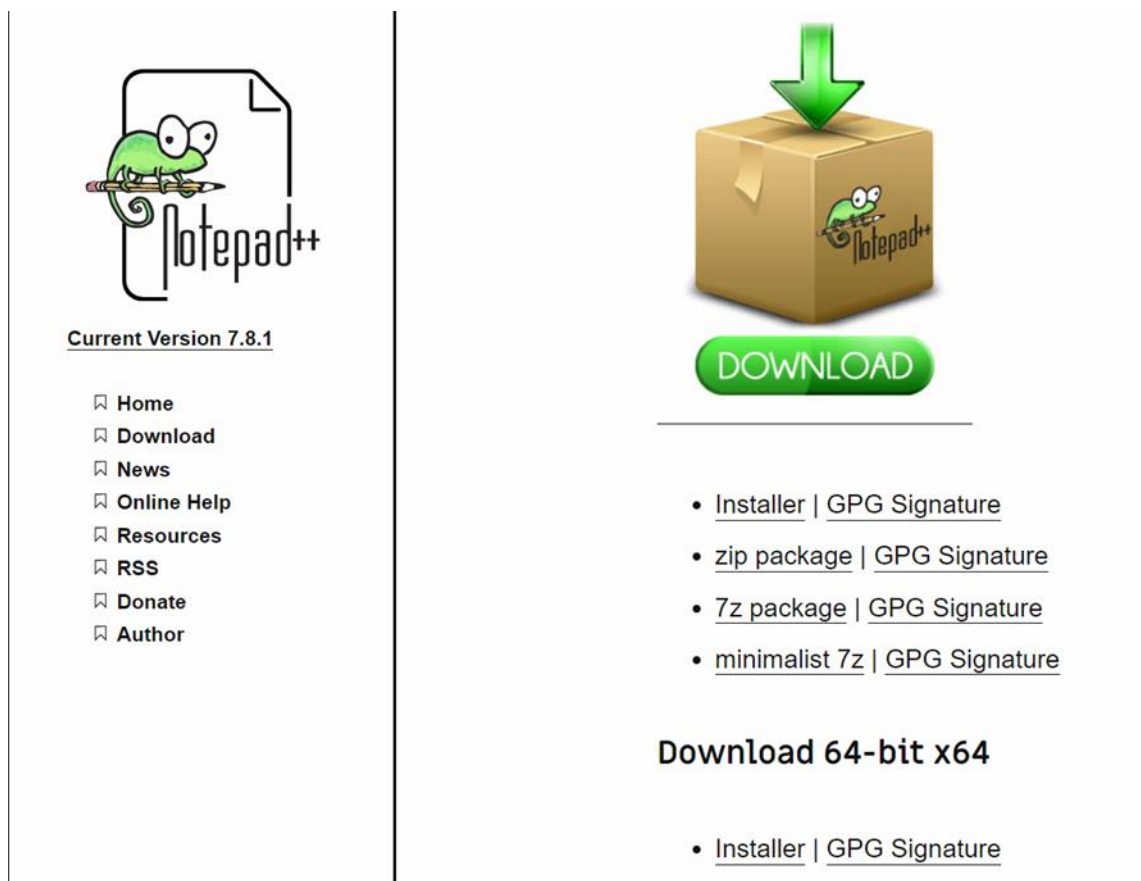 Notepad++
Current Version 7.8.1
Home
Download
News
Online Help
Resources
RSS
Donate
Author
Notepad++
DOWNLOAD
Installer | GPG Signature
zip package | GPG Signature
7z package | GPG Signature
minimalist 7z | GPG Signature
Download 64-bit x64
Installer | GPG Signature